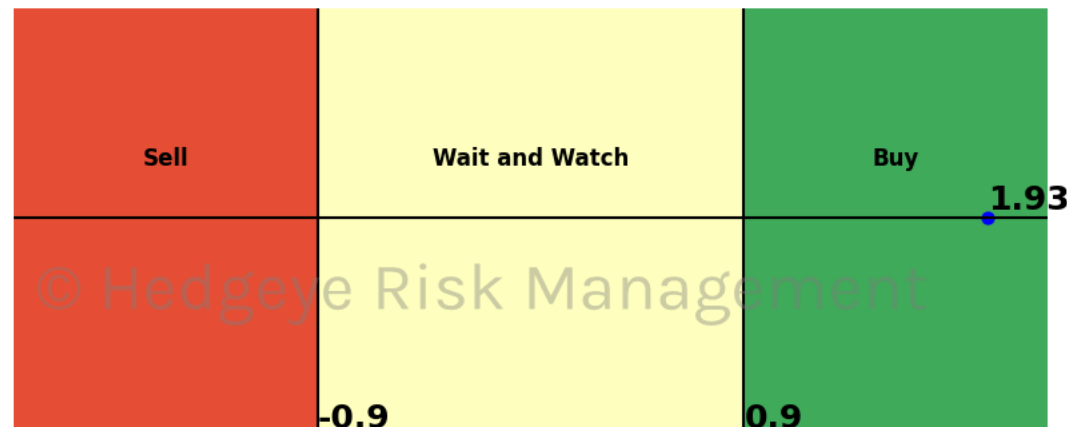 Sell
Wait and Watch
Buy
1.93
© Hedgeye Risk Management
-0.9
0.9